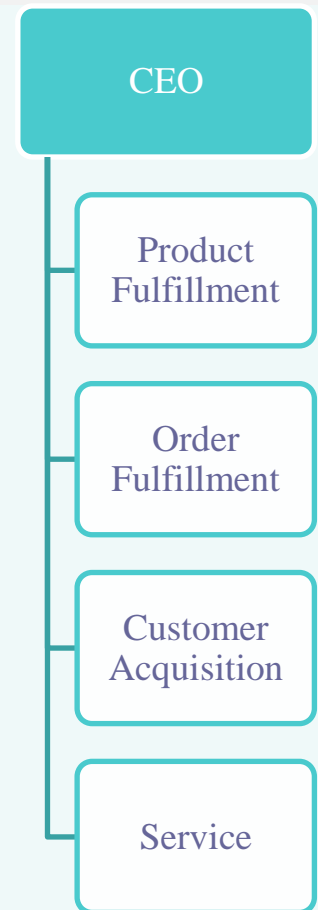 CEO
Product
Fulfillment
Order
Fulfillment
Customer
Acquisition
Service